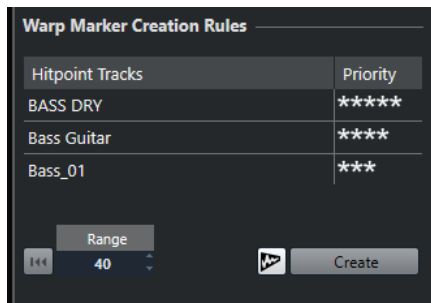 Warp Marker Creation Rules
Hitpoint Tracks Priority
BASS DRY *****
Bass Guitar ****
Bass_01 ***
Range
40 Create